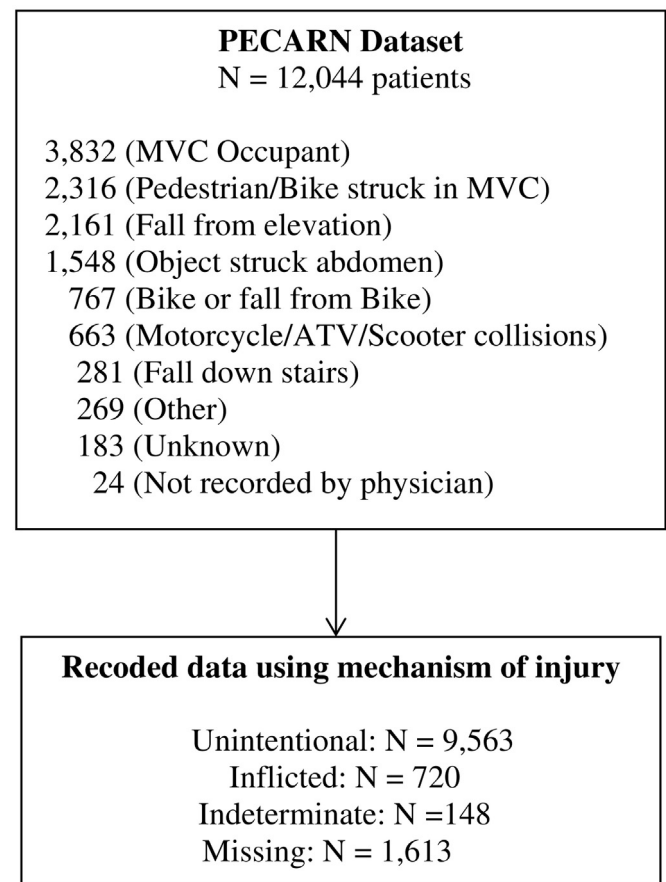 PECARN Dataset
N = 12,044 patients
3,832 (MVC Occupant)
2,316 (Pedestrian/Bike struck in MVC)
2,161 (Fall from elevation)
1,548 (Object struck abdomen)
767 (Bike or fall from Bike)
663 (Motorcycle/ATV/Scooter collisions)
281 (Fall down stairs)
269 (Other)
183 (Unknown)
24 (Not recorded by physician)
Recoded data using mechanism of injury
Unintentional: N = 9,563
Inflicted: N = 720
Indeterminate: N =148
Missing: N = 1,613